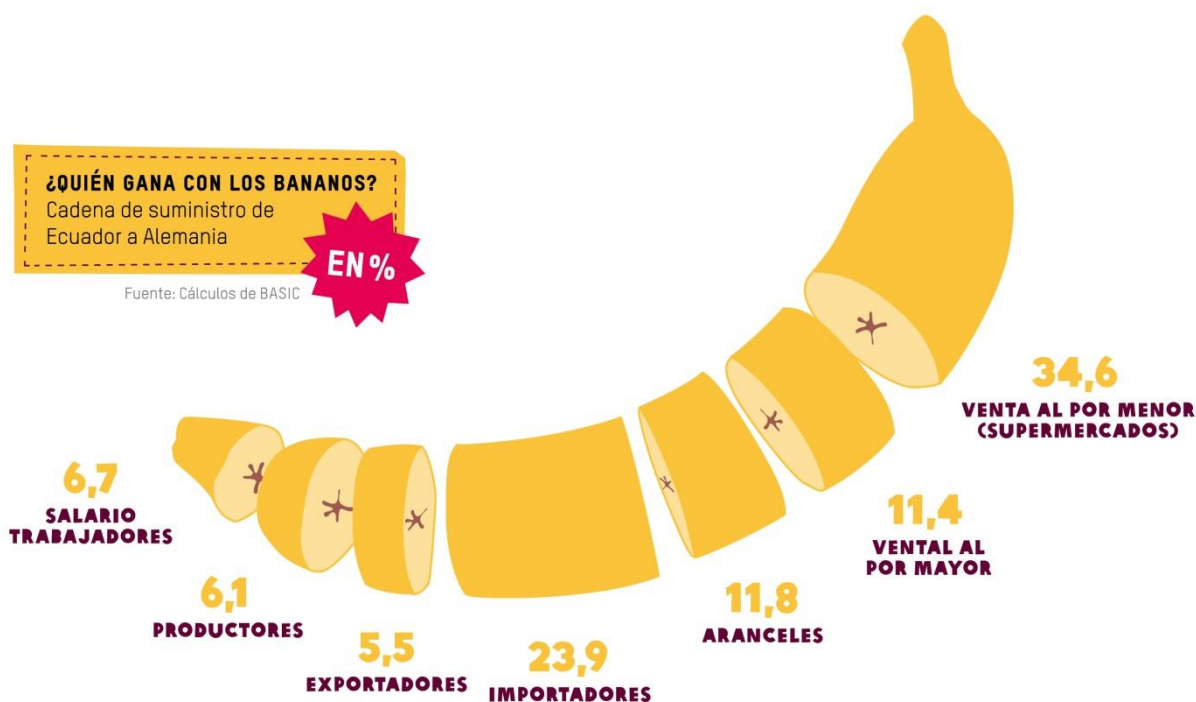 ¿QUIÉN GANA CON LOS BANANOS?
Cadena de suministro de
Ecuador a Alemania
EN %
Fuente: Cálculos de BASIC
6,7
SALARIO
TRABAJADORES
6,1
PRODUCTORES
5,5
EXPORTADORES
23,9
IMPORTADORES
11,8
ARANCELES
11,4
VENTAL AL
POR MAYOR
34,6
VENTA AL POR MENOR
(SUPERMERCADOS)